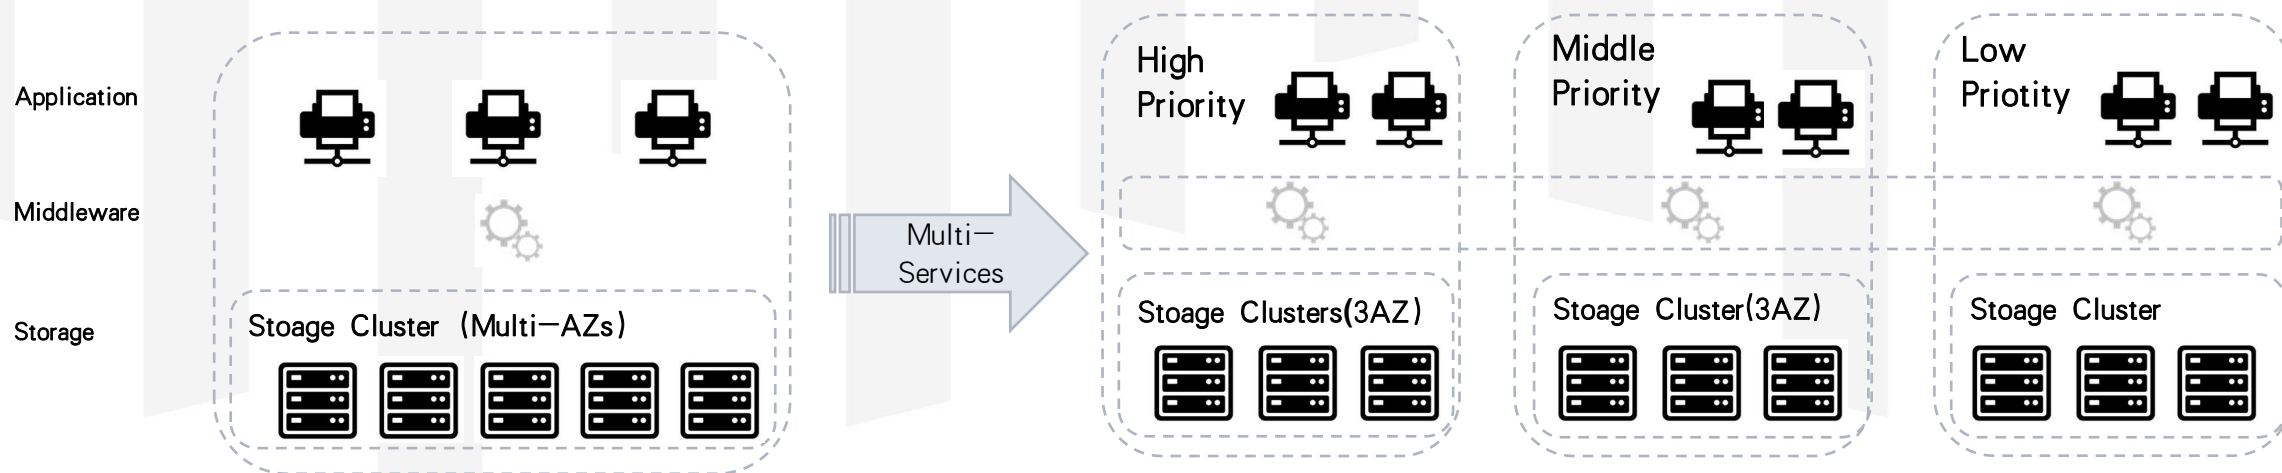 Application
Middleware
Storage
Stoage Cluster (Multi-AZs)
Multi-
Services
High
Priority
Stoage Clusters(3AZ)
Middle
Priority
Stoage Cluster(3AZ)
Low
Priotity
Stoage Cluster